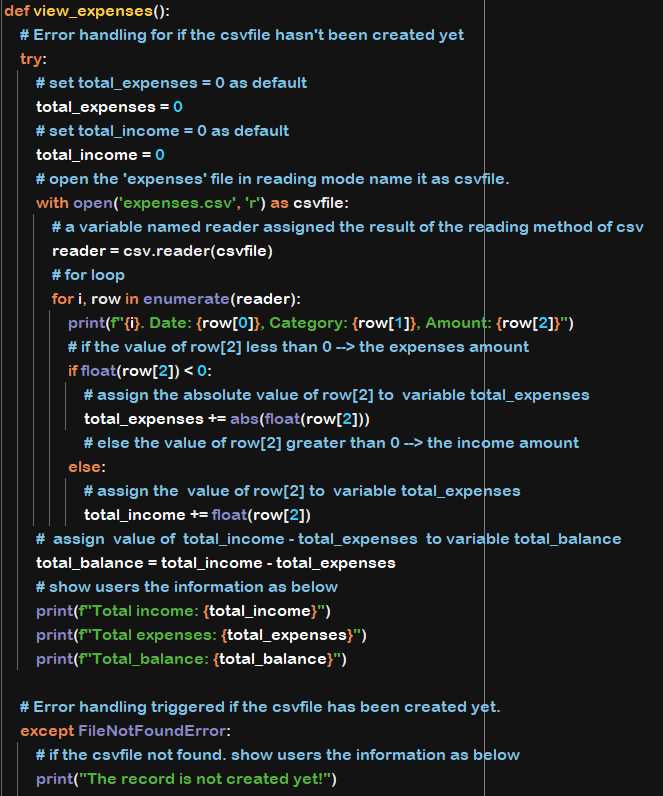 def view_expenses():
# Error handling for if the csvfile hasn't been created yet
try:
# set total_expenses = 0 as default
total_expenses = 0
# set total_income = 0 as default
total_income = 0
# open the 'expenses' file in reading mode name it as csvfile.
with open('expenses.csv', 'r') as csvfile:
# a variable named reader assigned the result of the reading method of csv
reader = csv.reader(csvfile)
# for loop
for i, row in enumerate(reader):
print(f"{i}. Date: {row[0]}, Category: {row[1]}, Amount: {row[2]}")
# if the value of row[2] less than 0 --> the expenses amount
if float(row[2]) < 0:
# assign the absolute value of row[2] to  variable total_expenses
total_expenses += abs(float(row[2]))
# else the value of row[2] greater than 0 --> the income amount
else:
# assign the  value of row[2] to  variable total_expenses
total_income += float(row[2])
#  assign  value of  total_income - total_expenses  to variable total_balance
total_balance = total_income - total_expenses
# show users the information as below
print(f"Total income: {total_income}")
print(f"Total expenses: {total_expenses}")
print(f"Total_balance: {total_balance}")
# Error handling triggered if the csvfile has been created yet.
except FileNotFoundError:
# if the csvfile not found. show users the information as below
print("The record is not created yet!")